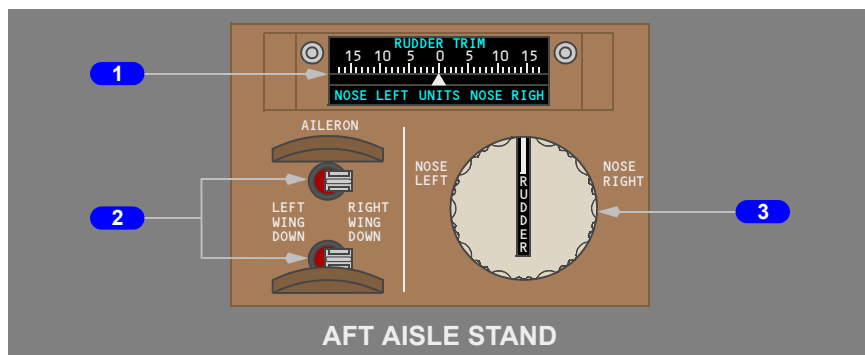 RUDDER TRIM
15 10 5 0 5 10 15
NOSE LEFT UNITS NOSE RIGH
1
AILERON
NOSE
LEFT
NOSE
RIGHT
RUDDER
LEFT
WING
DOWN
RIGHT
WING
DOWN
2
3
AFT AISLE STAND